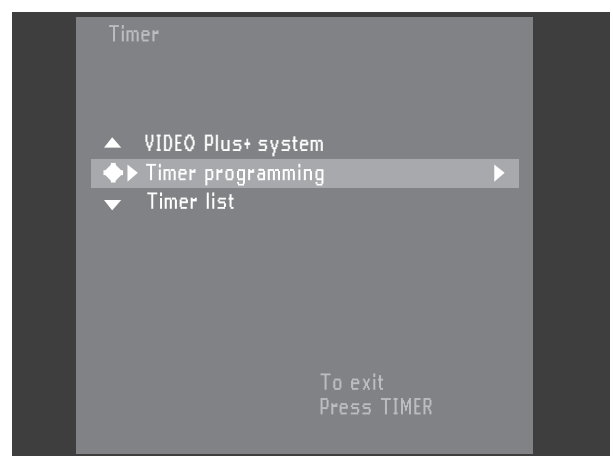 Timer
VIDEO Plus+ system
Timer programming
Timer list
To exit
Press TIMER